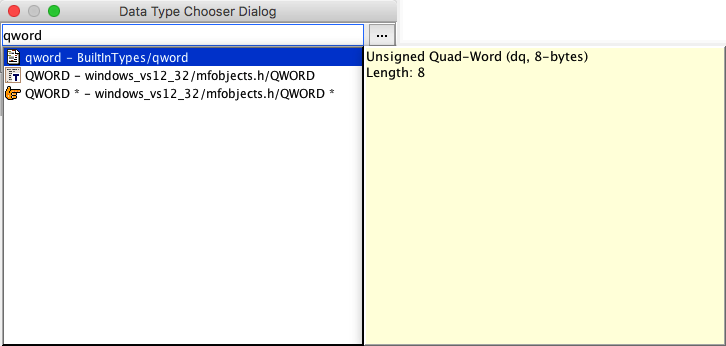 Data Type Chooser Dialog
qword
...
qword – BuiltInTypes/qword
QWORD – windows_vs12_32/mfobjects.h/QWORD
QWORD * – windows_vs12_32/mfobjects.h/QWORD *
Unsigned Quad-Word (dq, 8-bytes)
Length: 8